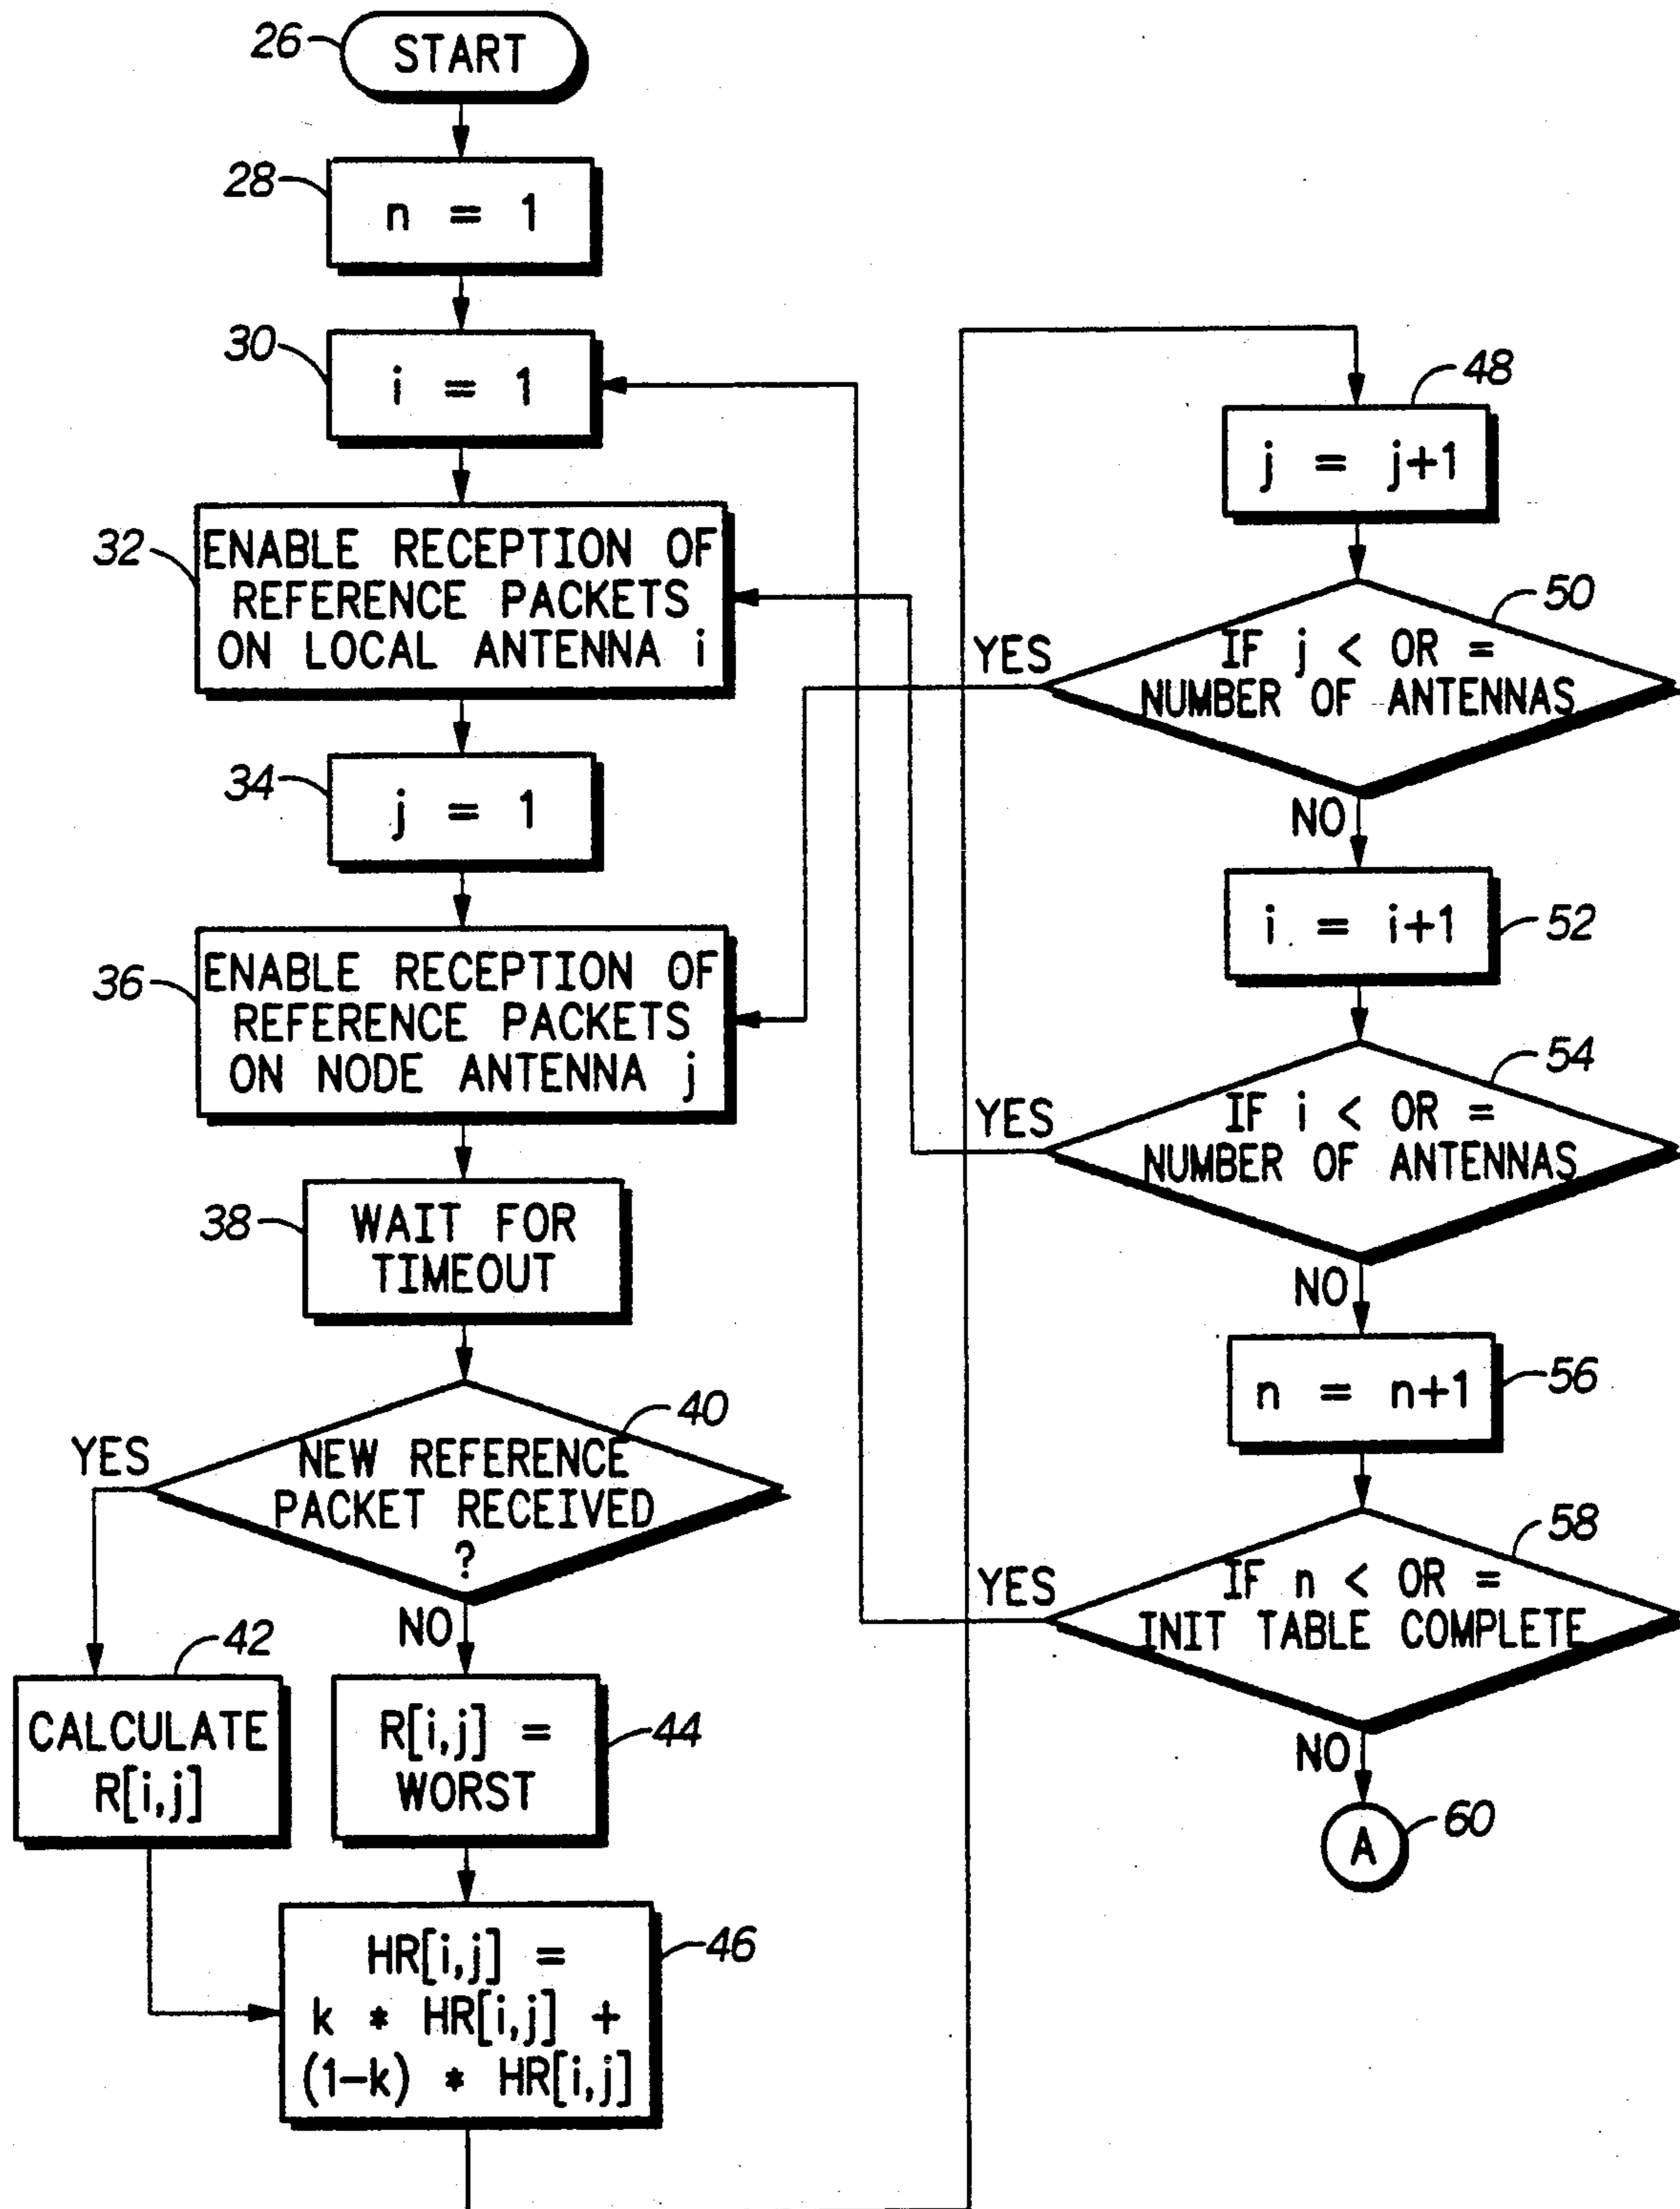 26
START
28
n = 1
30
i = 1
32
ENABLE RECEPTION OF
REFERENCE PACKETS
ON LOCAL ANTENNA i
34
j = 1
36
ENABLE RECEPTION OF
REFERENCE PACKETS
ON NODE ANTENNA j
38
WAIT FOR
TIMEOUT
40
NEW REFERENCE
PACKET RECEIVED
?
YES
NO
42
CALCULATE
R[i,j]
44
R[i,j] =
WORST
46
HR[i,j] =
k * HR[i,j] +
(1-k) * HR[i,j]
48
j = j+1
50
IF j < OR =
NUMBER OF ANTENNAS
YES
NO
52
i = i+1
54
IF i < OR =
NUMBER OF ANTENNAS
YES
NO
56
n = n+1
58
IF n < OR =
INIT TABLE COMPLETE
YES
NO
A
60